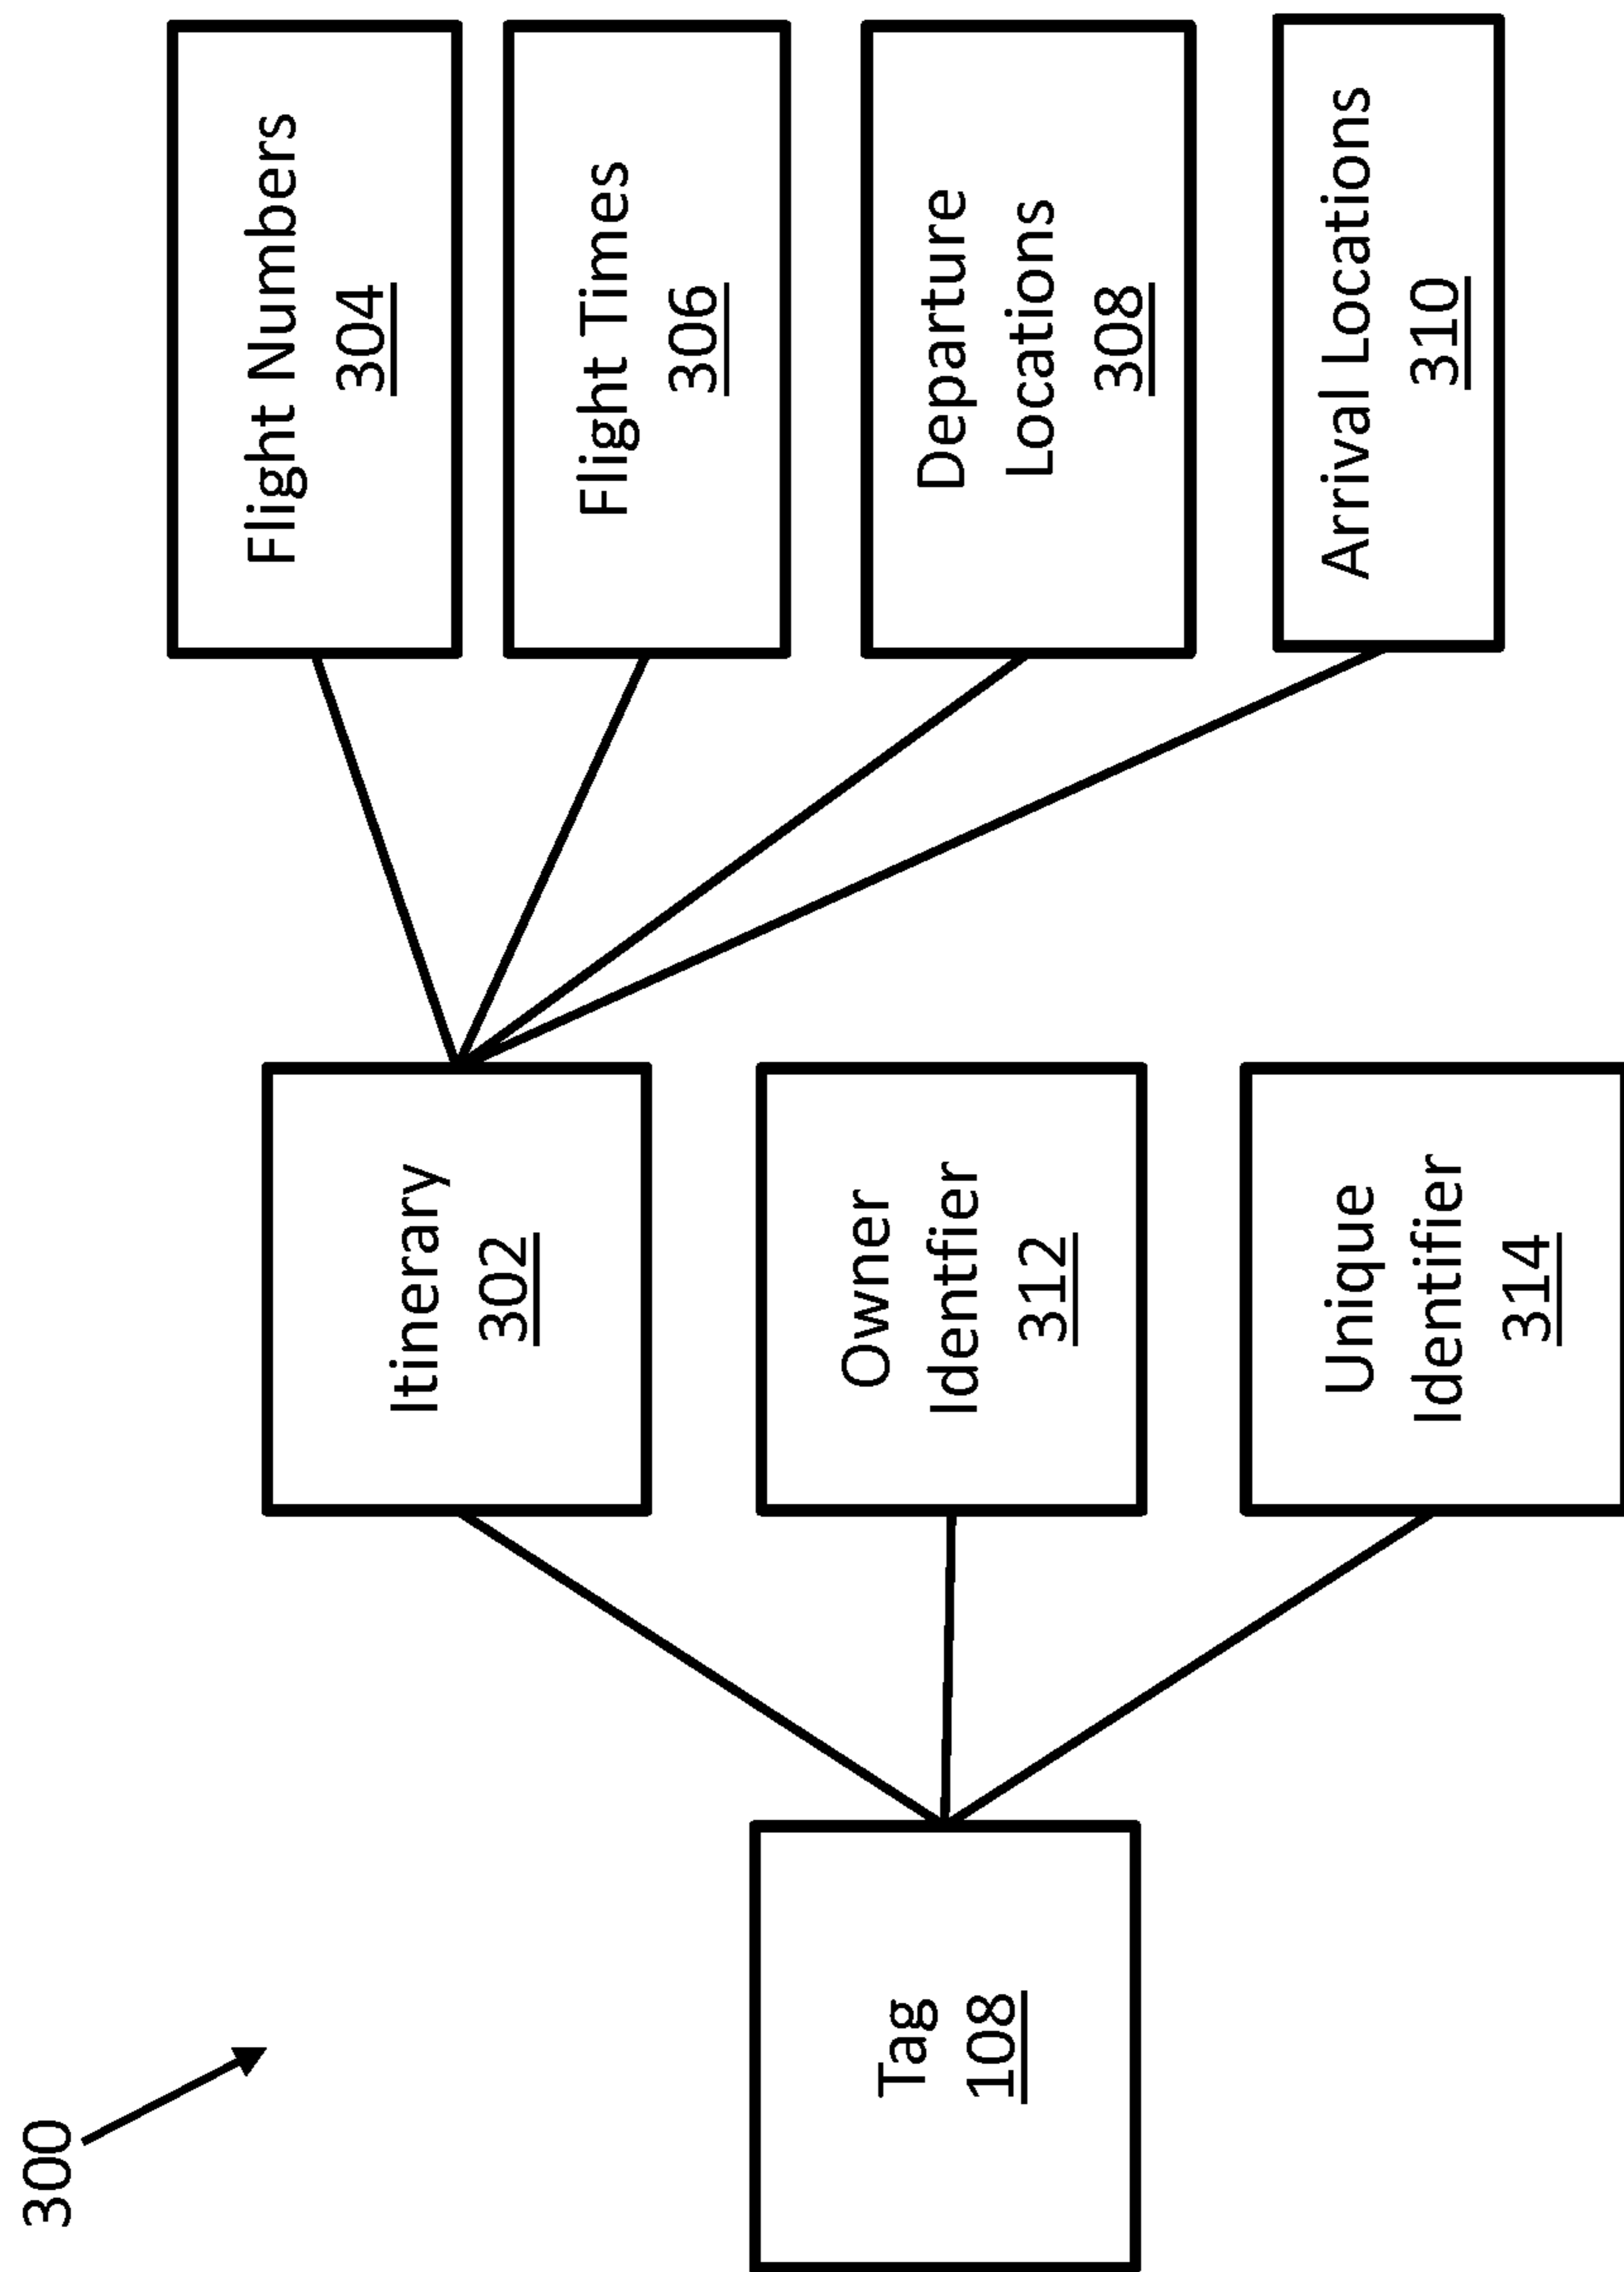 300
Tag
108
Itinerary
302
Owner
Identfier
312
Unique
Identifier
314
Flight Numbers
304
Flight Times
306
Departure
Locations
308
Arrival Locations
310